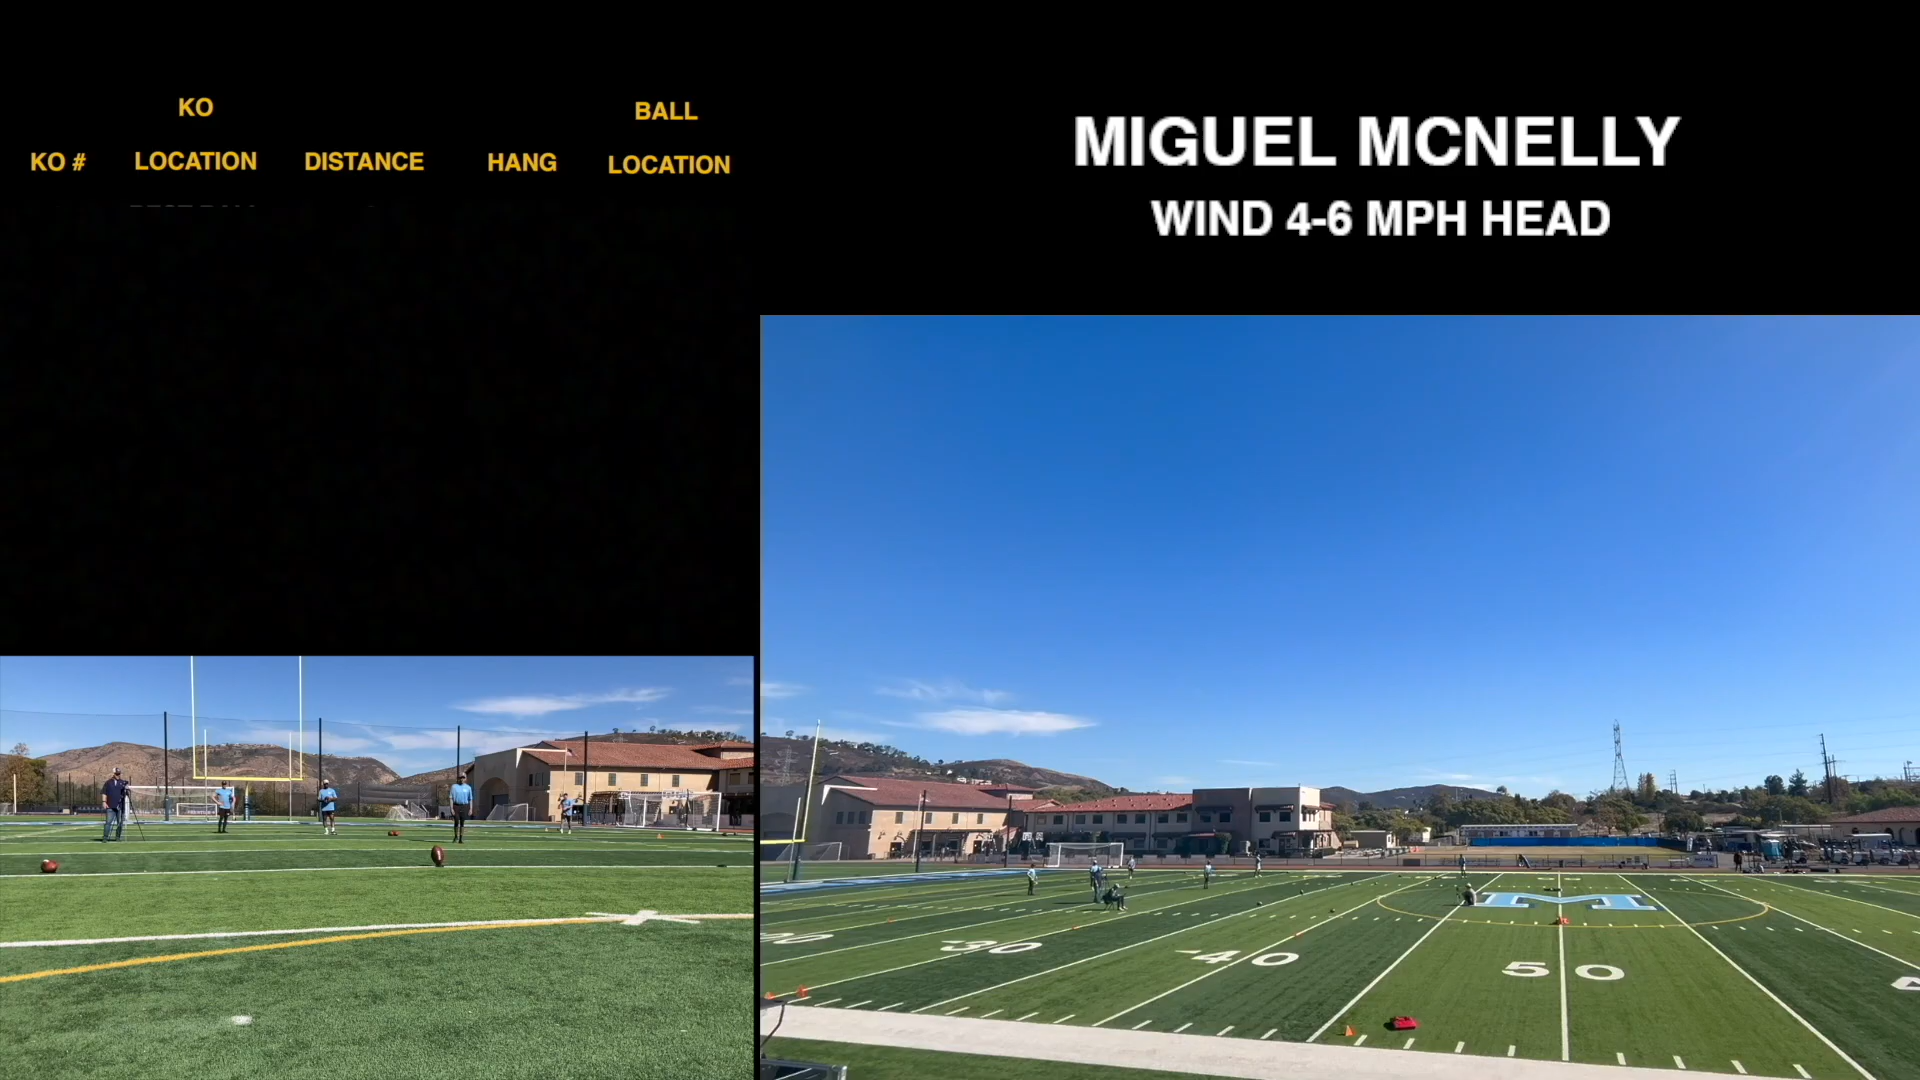 KO
BALL
KO #
LOCATION
DISTANCE
HANG
LOCATION
MIGUEL MCNELLY
WIND 4-6 MPH HEAD
30
40
50
M